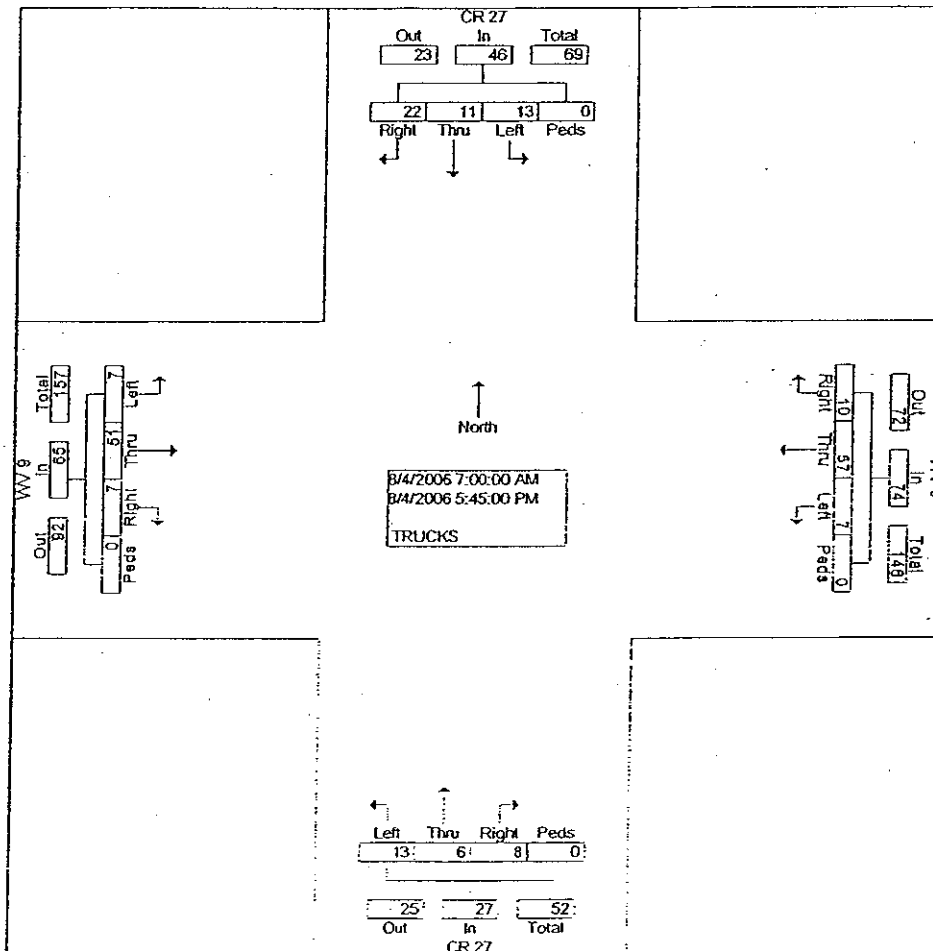 CR 27
Out In Total
23 46 69
22 11 13 0
Right Thru Left Peds
Total 157
In 65
Out 92
WV 9
Left 7
Thru 51
Right 7
Peds 0
North
8/4/2006 7:00:00 AM
8/4/2006 5:45:00 PM
TRUCKS
Right 10
Thru 57
Left 7
Peds 0
Out 72
In 74
Total 146
Left Thru Right Peds
13 6 8 0
25 27 52
Out In Total
CR 27